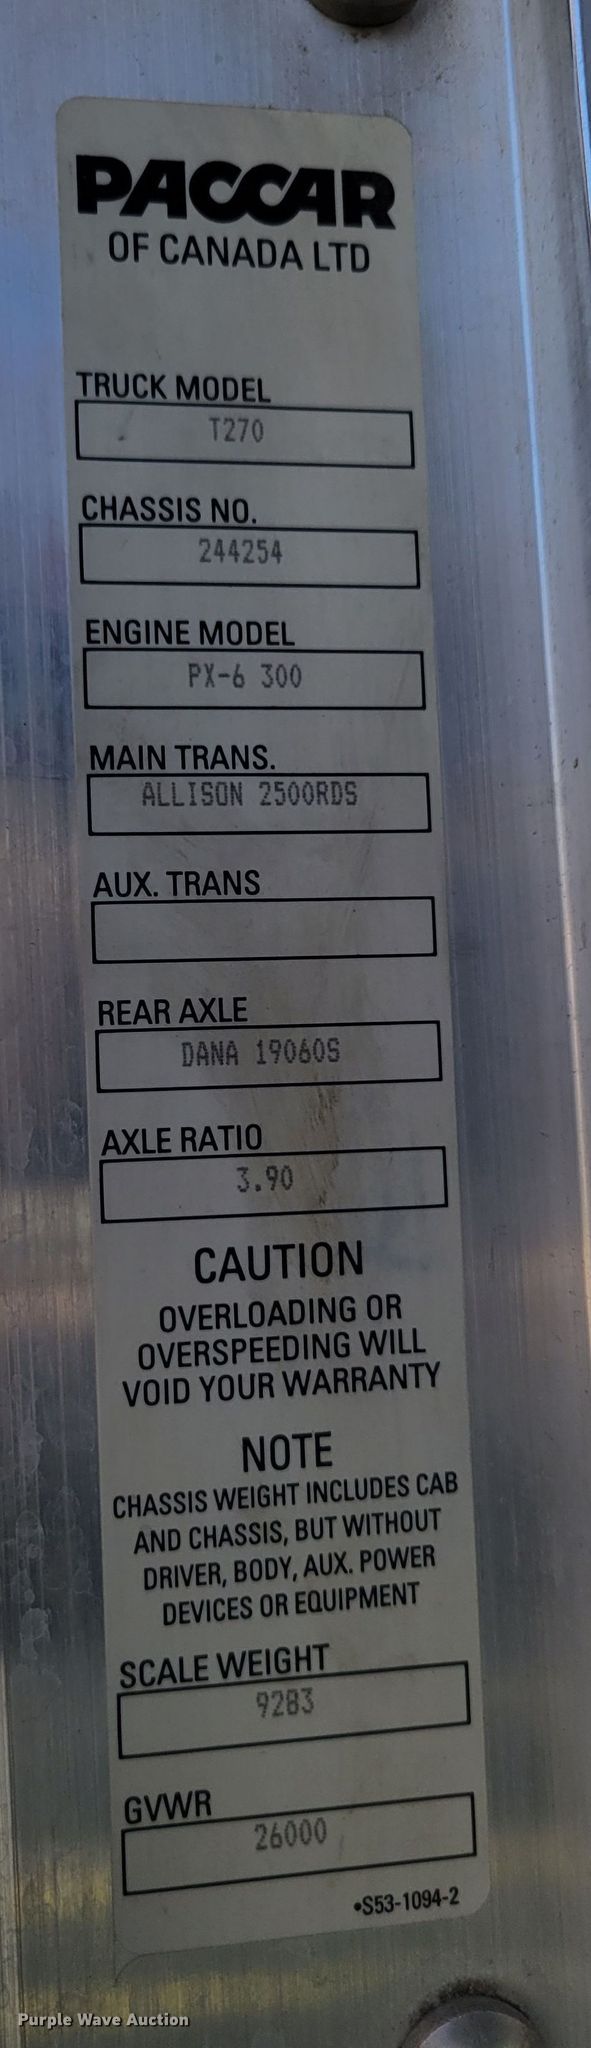 PACCAR
OF CANADA LTD
TRUCK MODEL
T270
CHASSIS NO.
244254
ENGINE MODEL
PX-6 300
MAIN TRANS.
ALLISON 2500RDS
AUX. TRANS
REAR AXLE
DANA 19060S
AXLE RATIO
3.90
CAUTION
OVERLOADING OR
OVERSPEEDING WILL
VOID YOUR WARRANTY
NOTE
CHASSIS WEIGHT INCLUDES CAB
AND CHASSIS, BUT WITHOUT
DRIVER, BODY, AUX. POWER
DEVICES OR EQUIPMENT
SCALE WEIGHT
9283
GVWR
26000
•S53-1094-2
Purple Wave Auction